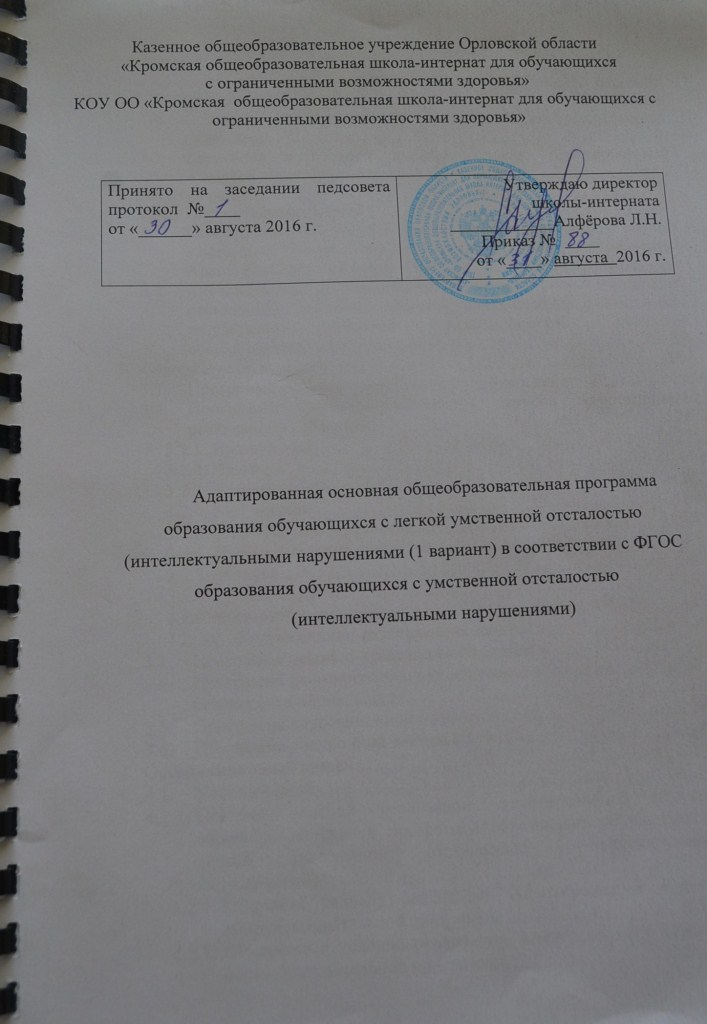 Казенное общеобразовательное учреждение Орловской области
«Кромская общеобразовательная школа-интернат для обучающихся
с ограниченными возможностями здоровья»
КОУ ОО «Кромская общеобразовательная школа-интернат для обучающихся с
ограниченными возможностями здоровья»
Принято на заседании педсовета
протокол № 1
от « 30 » августа 2016 г.
Утверждаю директор
школы-интерната
Алфёрова Л.Н.
Приказ № 88
от « 31 » августа 2016 г.
Адаптированная основная общеобразовательная программа
образования обучающихся с легкой умственной отсталостью
(интеллектуальными нарушениями (1 вариант) в соответствии с ФГОС
образования обучающихся с умственной отсталостью
(интеллектуальными нарушениями)